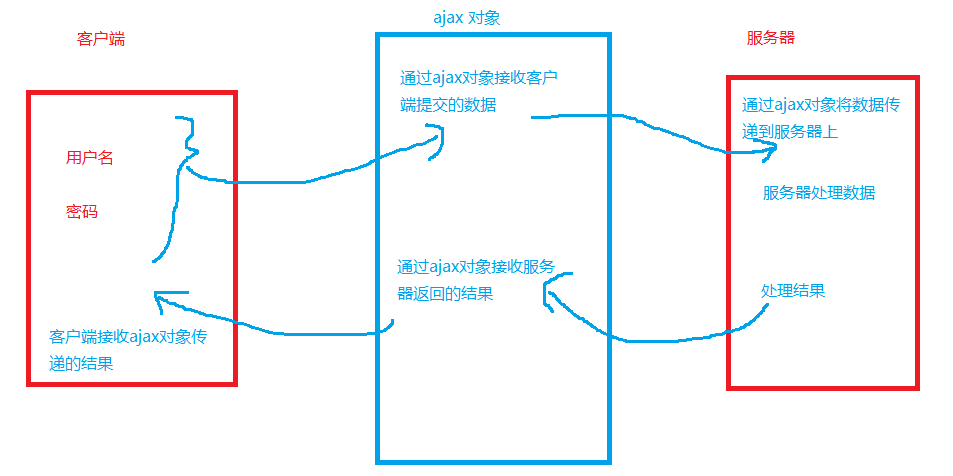 ajax 对象
客户端
服务器
用户名
密码
客户端接收ajax对象传
递的结果
通过ajax对象接收客户
端提交的数据
通过ajax对象接收服务
器返回的结果
通过ajax对象将数据传
递到服务器上
服务器处理数据
处理结果